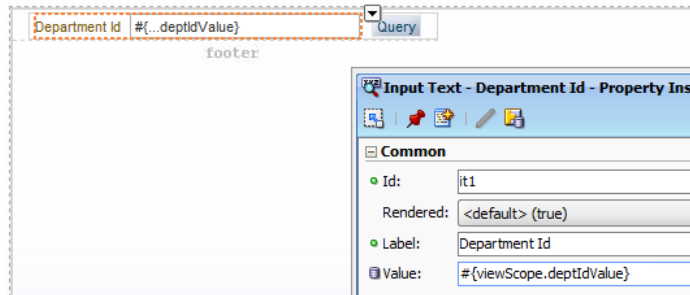 Department Id #{...deptIdValue} Query
footer
Input Text - Department Id - Property Ins
Common
Id: it1
Rendered: <default> (true)
Label: Department Id
Value: #{viewScope.deptIdValue}